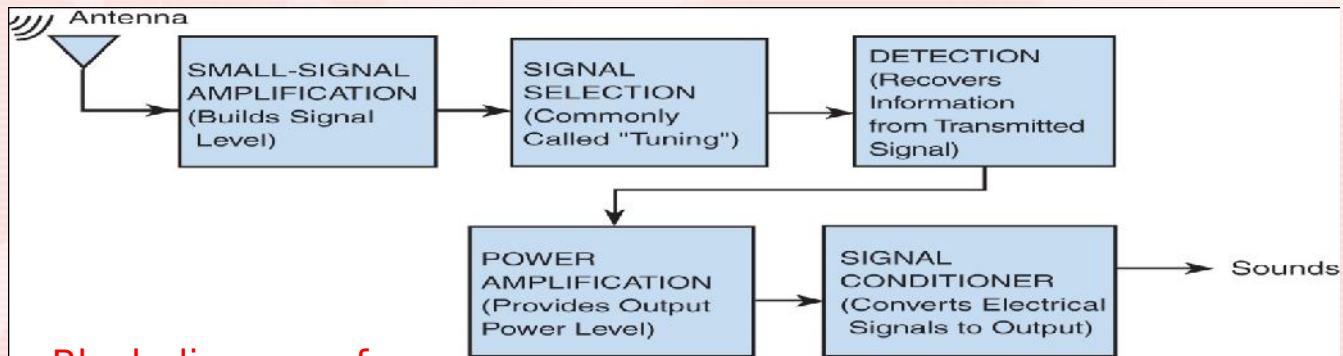 Antenna
SMALL-SIGNAL
AMPLIFICATION
(Builds Signal
Level)
SIGNAL
SELECTION
(Commonly
Called "Tuning")
DETECTION
(Recovers
Information
from Transmitted
Signal)
POWER
AMPLIFICATION
(Provides Output
Power Level)
SIGNAL
CONDITIONER
(Converts Electrical
Signals to Output)
Sounds